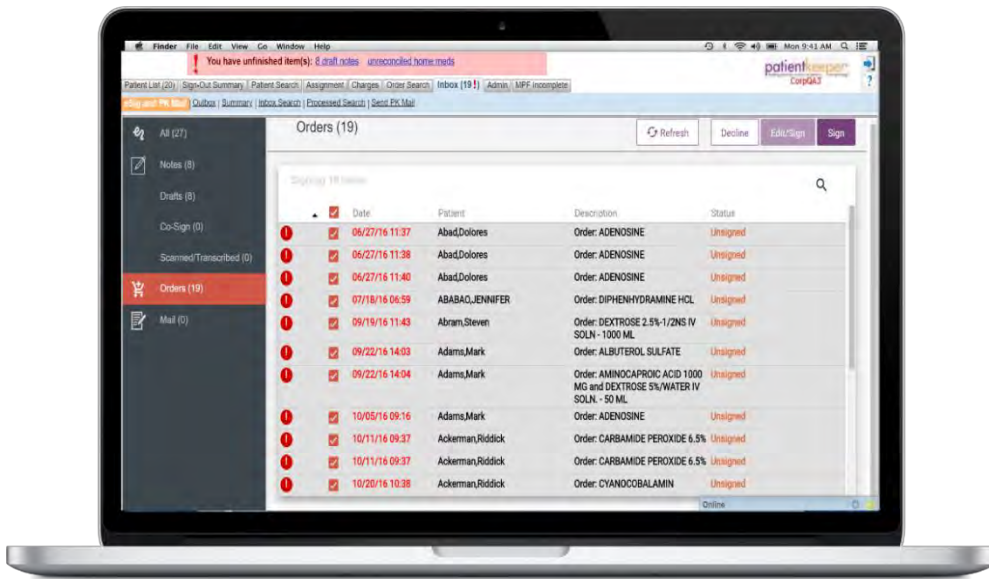 Finder File Edit View Go Window Help Mon 9:41 AM
You have unfinished item(s): 8 draft notes unreconciled home meds
patientkeeper
CorpQA3
Patient List (20) Sign-Out Summary Patient Search Assignment Charges Order Search Inbox (19 !) Admin MPF Incomplete ?
eSig and PK Mail | Outbox | Summary | Inbox Search | Processed Search | Send PK Mail
All (27)
Notes (8)
Drafts (8)
Co-Sign (0)
Scanned/Transcribed (0)
Orders (19)
Mail (0)
Orders (19) Refresh Decline Edit/Sign Sign
Signing 19 items
Date Patient Description Status
06/27/16 11:37 Abad,Dolores Order: ADENOSINE Unsigned
06/27/16 11:38 Abad,Dolores Order: ADENOSINE Unsigned
06/27/16 11:40 Abad,Dolores Order: ADENOSINE Unsigned
07/18/16 06:59 ABABAO,JENNIFER Order: DIPHENHYDRAMINE HCL Unsigned
09/19/16 11:43 Abram,Steven Order: DEXTROSE 2.5%-1/2NS IV Unsigned
SOLN - 1000 ML
09/22/16 14:03 Adams,Mark Order: ALBUTEROL SULFATE Unsigned
09/22/16 14:04 Adams,Mark Order: AMINOCAPROIC ACID 1000 Unsigned
MG and DEXTROSE 5%/WATER IV
SOLN. - 50 ML
10/05/16 09:16 Adams,Mark Order: ADENOSINE Unsigned
10/11/16 09:37 Ackerman,Riddick Order: CARBAMIDE PEROXIDE 6.5% Unsigned
10/11/16 09:37 Ackerman,Riddick Order: CARBAMIDE PEROXIDE 6.5% Unsigned
10/20/16 10:38 Ackerman,Riddick Order: CYANOCOBALAMIN Unsigned
Online